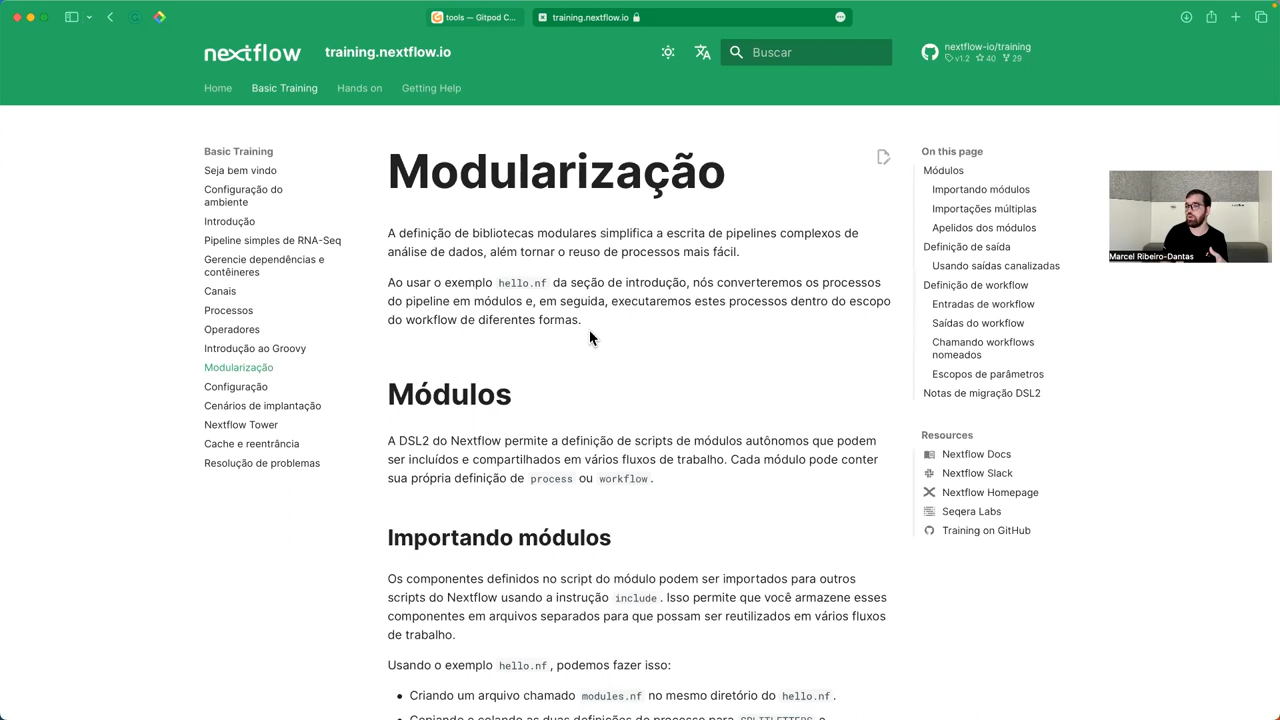 tools — Gitpod C...
training.nextflow.io
nextflow
training.nextflow.io
Buscar
nextflow-io/training
v1.2 40 29
Home
Basic Training
Hands on
Getting Help
Basic Training
Seja bem vindo
Configuração do
ambiente
Introdução
Pipeline simples de RNA-Seq
Gerencie dependências e
contêineres
Canais
Processos
Operadores
Introdução ao Groovy
Modularização
Configuração
Cenários de implantação
Nextflow Tower
Cache e reentrância
Resolução de problemas
Modularização
A definição de bibliotecas modulares simplifica a escrita de pipelines complexos de
análise de dados, além tornar o reuso de processos mais fácil.
Ao usar o exemplo hello.nf da seção de introdução, nós converteremos os processos
do pipeline em módulos e, em seguida, executaremos estes processos dentro do escopo
do workflow de diferentes formas.
Módulos
A DSL2 do Nextflow permite a definição de scripts de módulos autônomos que podem
ser incluídos e compartilhados em vários fluxos de trabalho. Cada módulo pode conter
sua própria definição de process ou workflow.
Importando módulos
Os componentes definidos no script do módulo podem ser importados para outros
scripts do Nextflow usando a instrução include. Isso permite que você armazene esses
componentes em arquivos separados para que possam ser reutilizados em vários fluxos
de trabalho.
Usando o exemplo hello.nf, podemos fazer isso:
• Criando um arquivo chamado modules.nf no mesmo diretório do hello.nf.
• Copiando e colando as duas definições de processo para SPLITLETTERS e
On this page
Módulos
Importando módulos
Importações múltiplas
Apelidos dos módulos
Definição de saída
Usando saídas canalizadas
Definição de workflow
Entradas de workflow
Saídas do workflow
Chamando workflows
nomeados
Escopos de parâmetros
Notas de migração DSL2
Resources
Nextflow Docs
Nextflow Slack
Nextflow Homepage
Seqera Labs
Training on GitHub
Marcel Ribeiro-Dantas